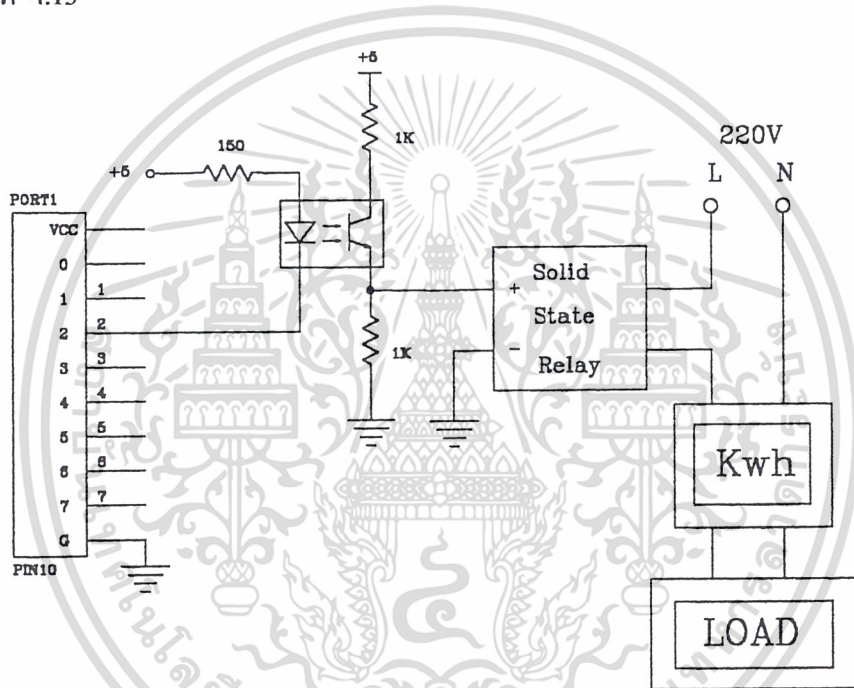 4.13
+5
1K
150
+5
220V
L N
PORT1
VCC
0
1 1
2 2
3 3
4 4
5 5
6 6
7 7
G
PIN10
+ Solid
State
- Relay
1K
Kwh
LOAD